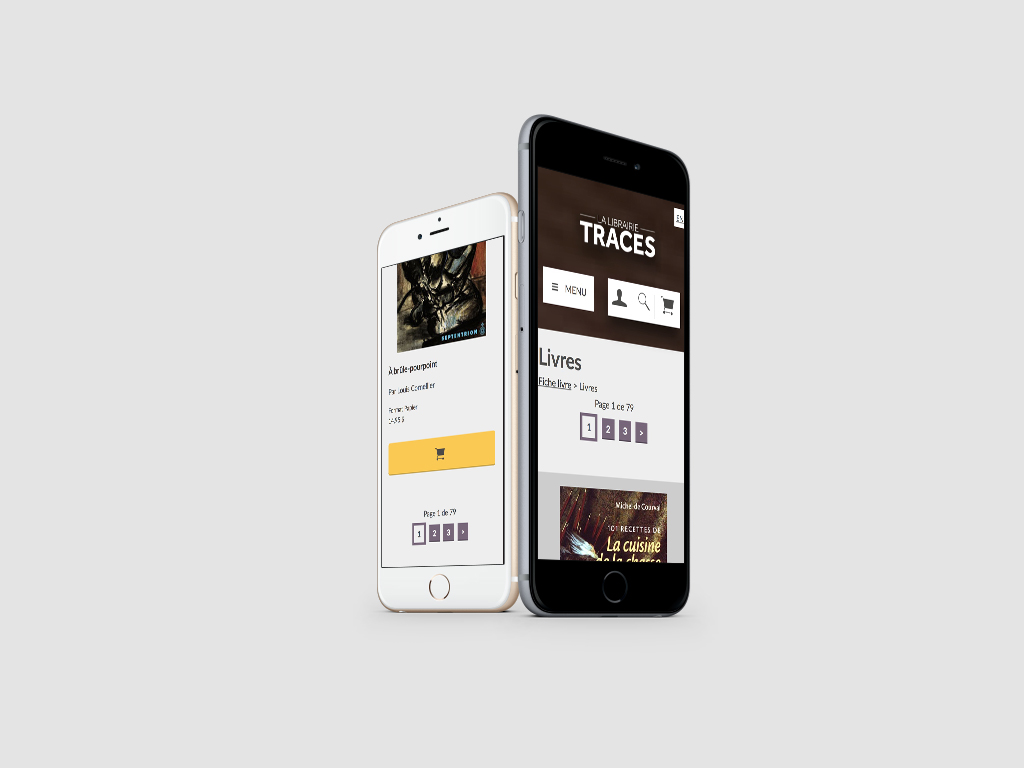 SEPTENTRION
À brûle-pourpoint
Par Louis Cornellier
Format Papier
14,95 $
Page 1 de 79
1 2 3 >
EN
LA LIBRAIRIE
TRACES
MENU
Livres
Fiche livre > Livres
Page 1 de 79
1 2 3 >
Michel de Courval
101 RECETTES DE
La cuisine
de la chasse